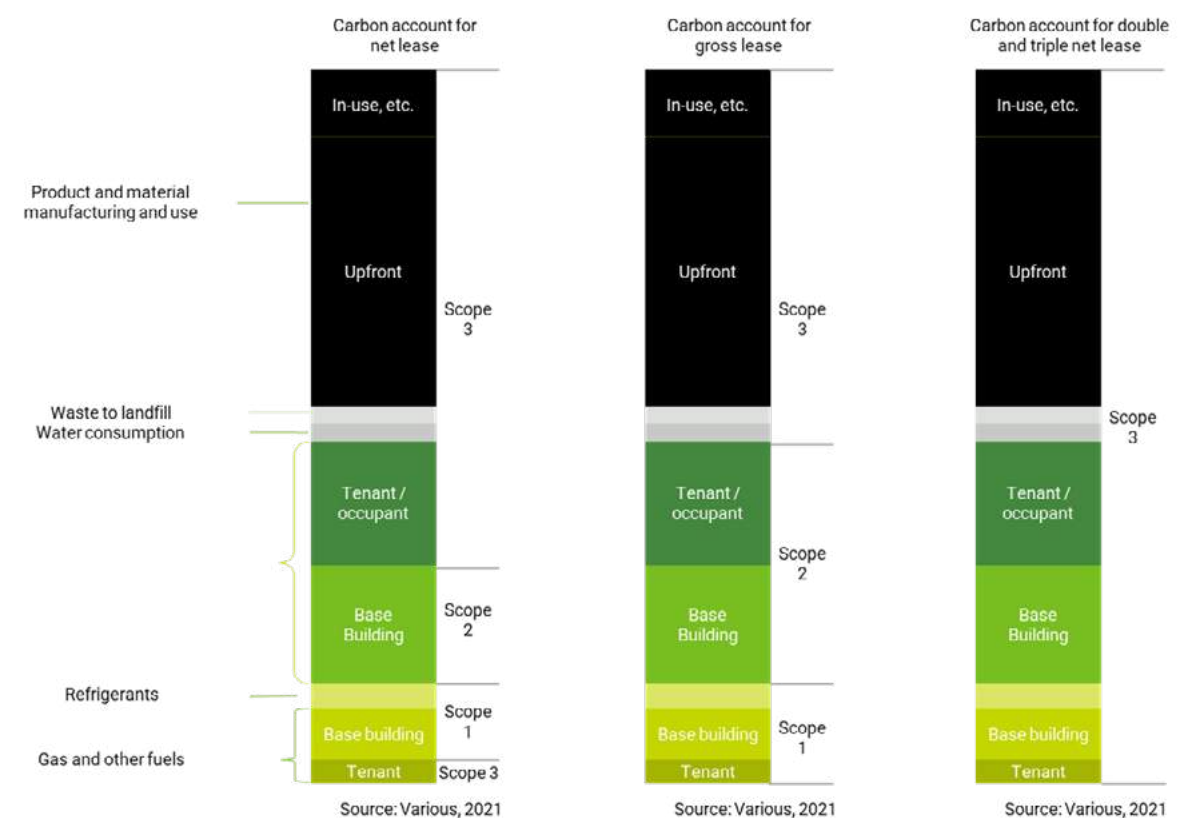 Carbon account for
net lease
Carbon account for
gross lease
Carbon account for double
and triple net lease
Product and material
manufacturing and use
Waste to landfill
Water consumption
Refrigerants
Gas and other fuels
In-use, etc.
Upfront
Tenant /
occupant
Base
Building
Base building
Tenant
Scope
3
Scope
2
Scope
1
Scope 3
Source: Various, 2021
In-use, etc.
Upfront
Tenant /
occupant
Base
Building
Base building
Tenant
Scope
3
Scope
2
Scope
1
Source: Various, 2021
In-use, etc.
Upfront
Tenant /
occupant
Base
Building
Base building
Tenant
Scope
3
Source: Various, 2021